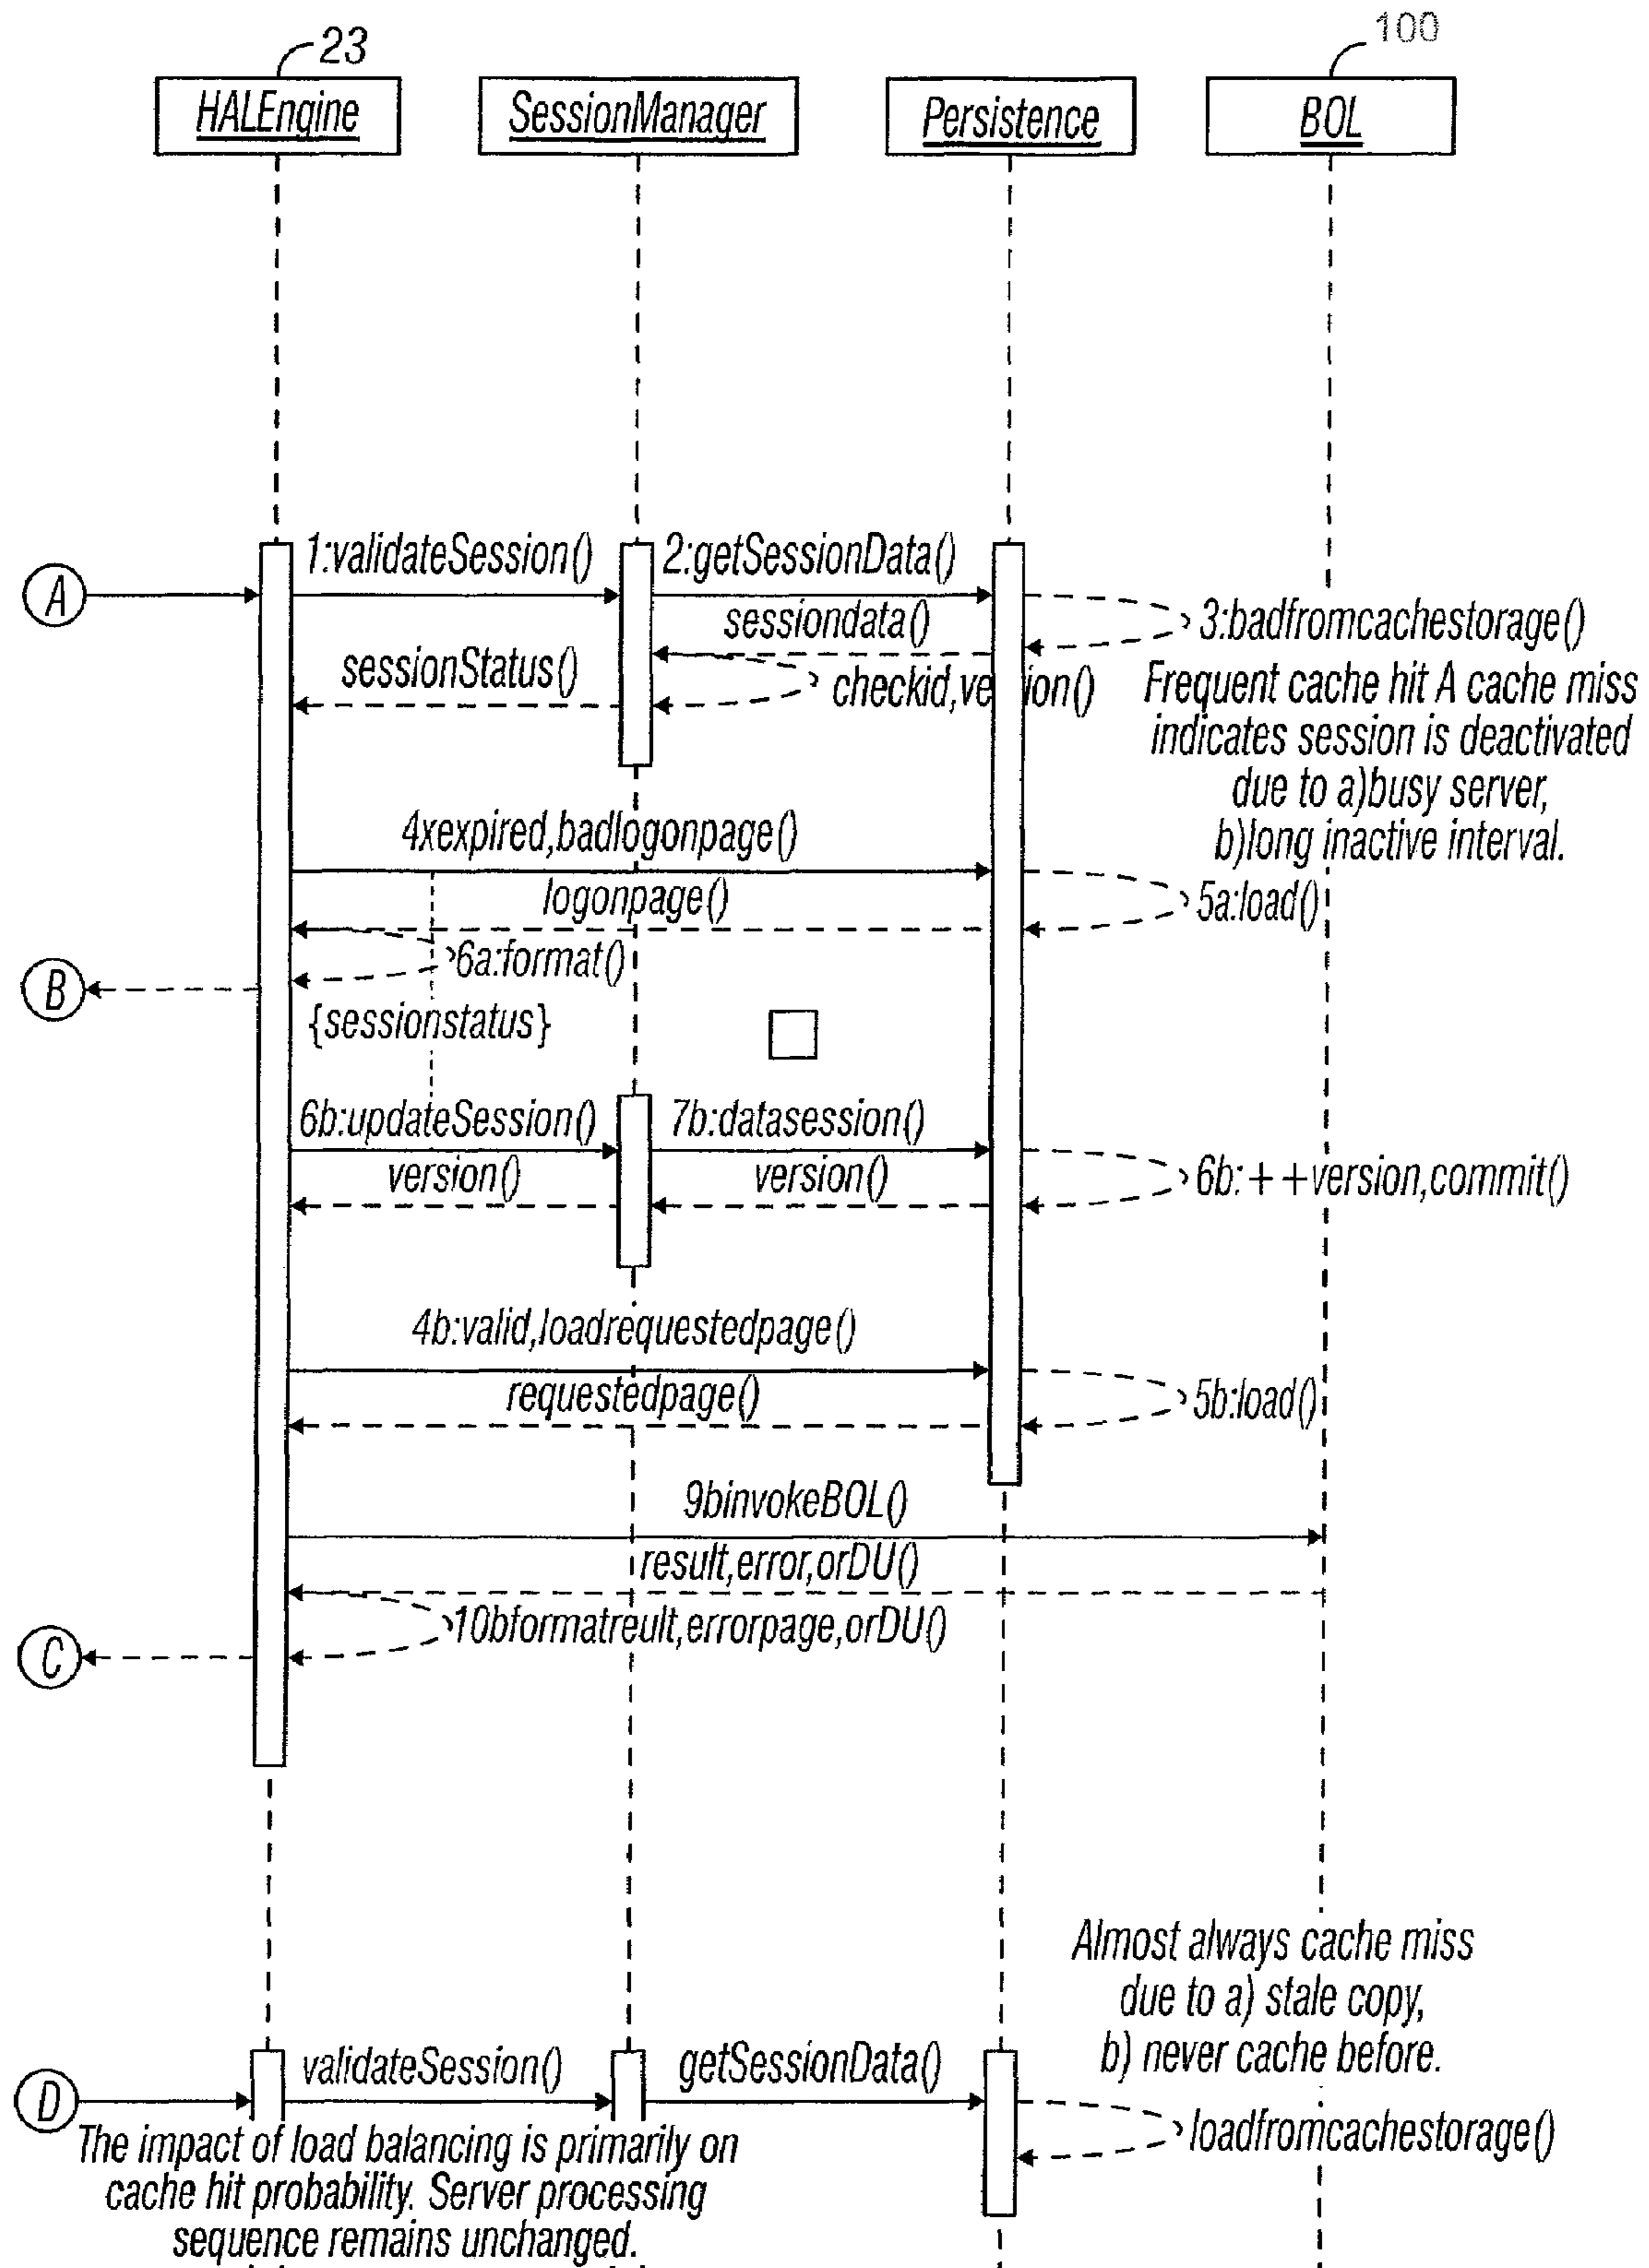 23
100
HALEngine
SessionManager
Persistence
BOL
1:validateSession()
2:getSessionData()
A
3:badfromcachestorage()
sessiondata()
sessionStatus()
checkid,ve ion()
Frequent cache hit A cache miss
indicates session is deactivated
due to a)busy server,
b)long inactive interval.
4xexpired,badlogonpage()
logonpage()
5a:load()
6a:format()
B
{sessionstatus}
6b:updateSession()
7b:datasession()
version()
version()
6b:++version,commit()
4b:valid,loadrequestedpage()
requestedpage()
5b:load()
9binvokeBOL()
result,error,orDU()
10bformatreult,errorpage,orDU()
C
Almost always cache miss
due to a) stale copy,
b) never cache before.
validateSession()
getSessionData()
D
loadfromcachestorage()
The impact of load balancing is primarily on
cache hit probability. Server processing
sequence remains unchanged.